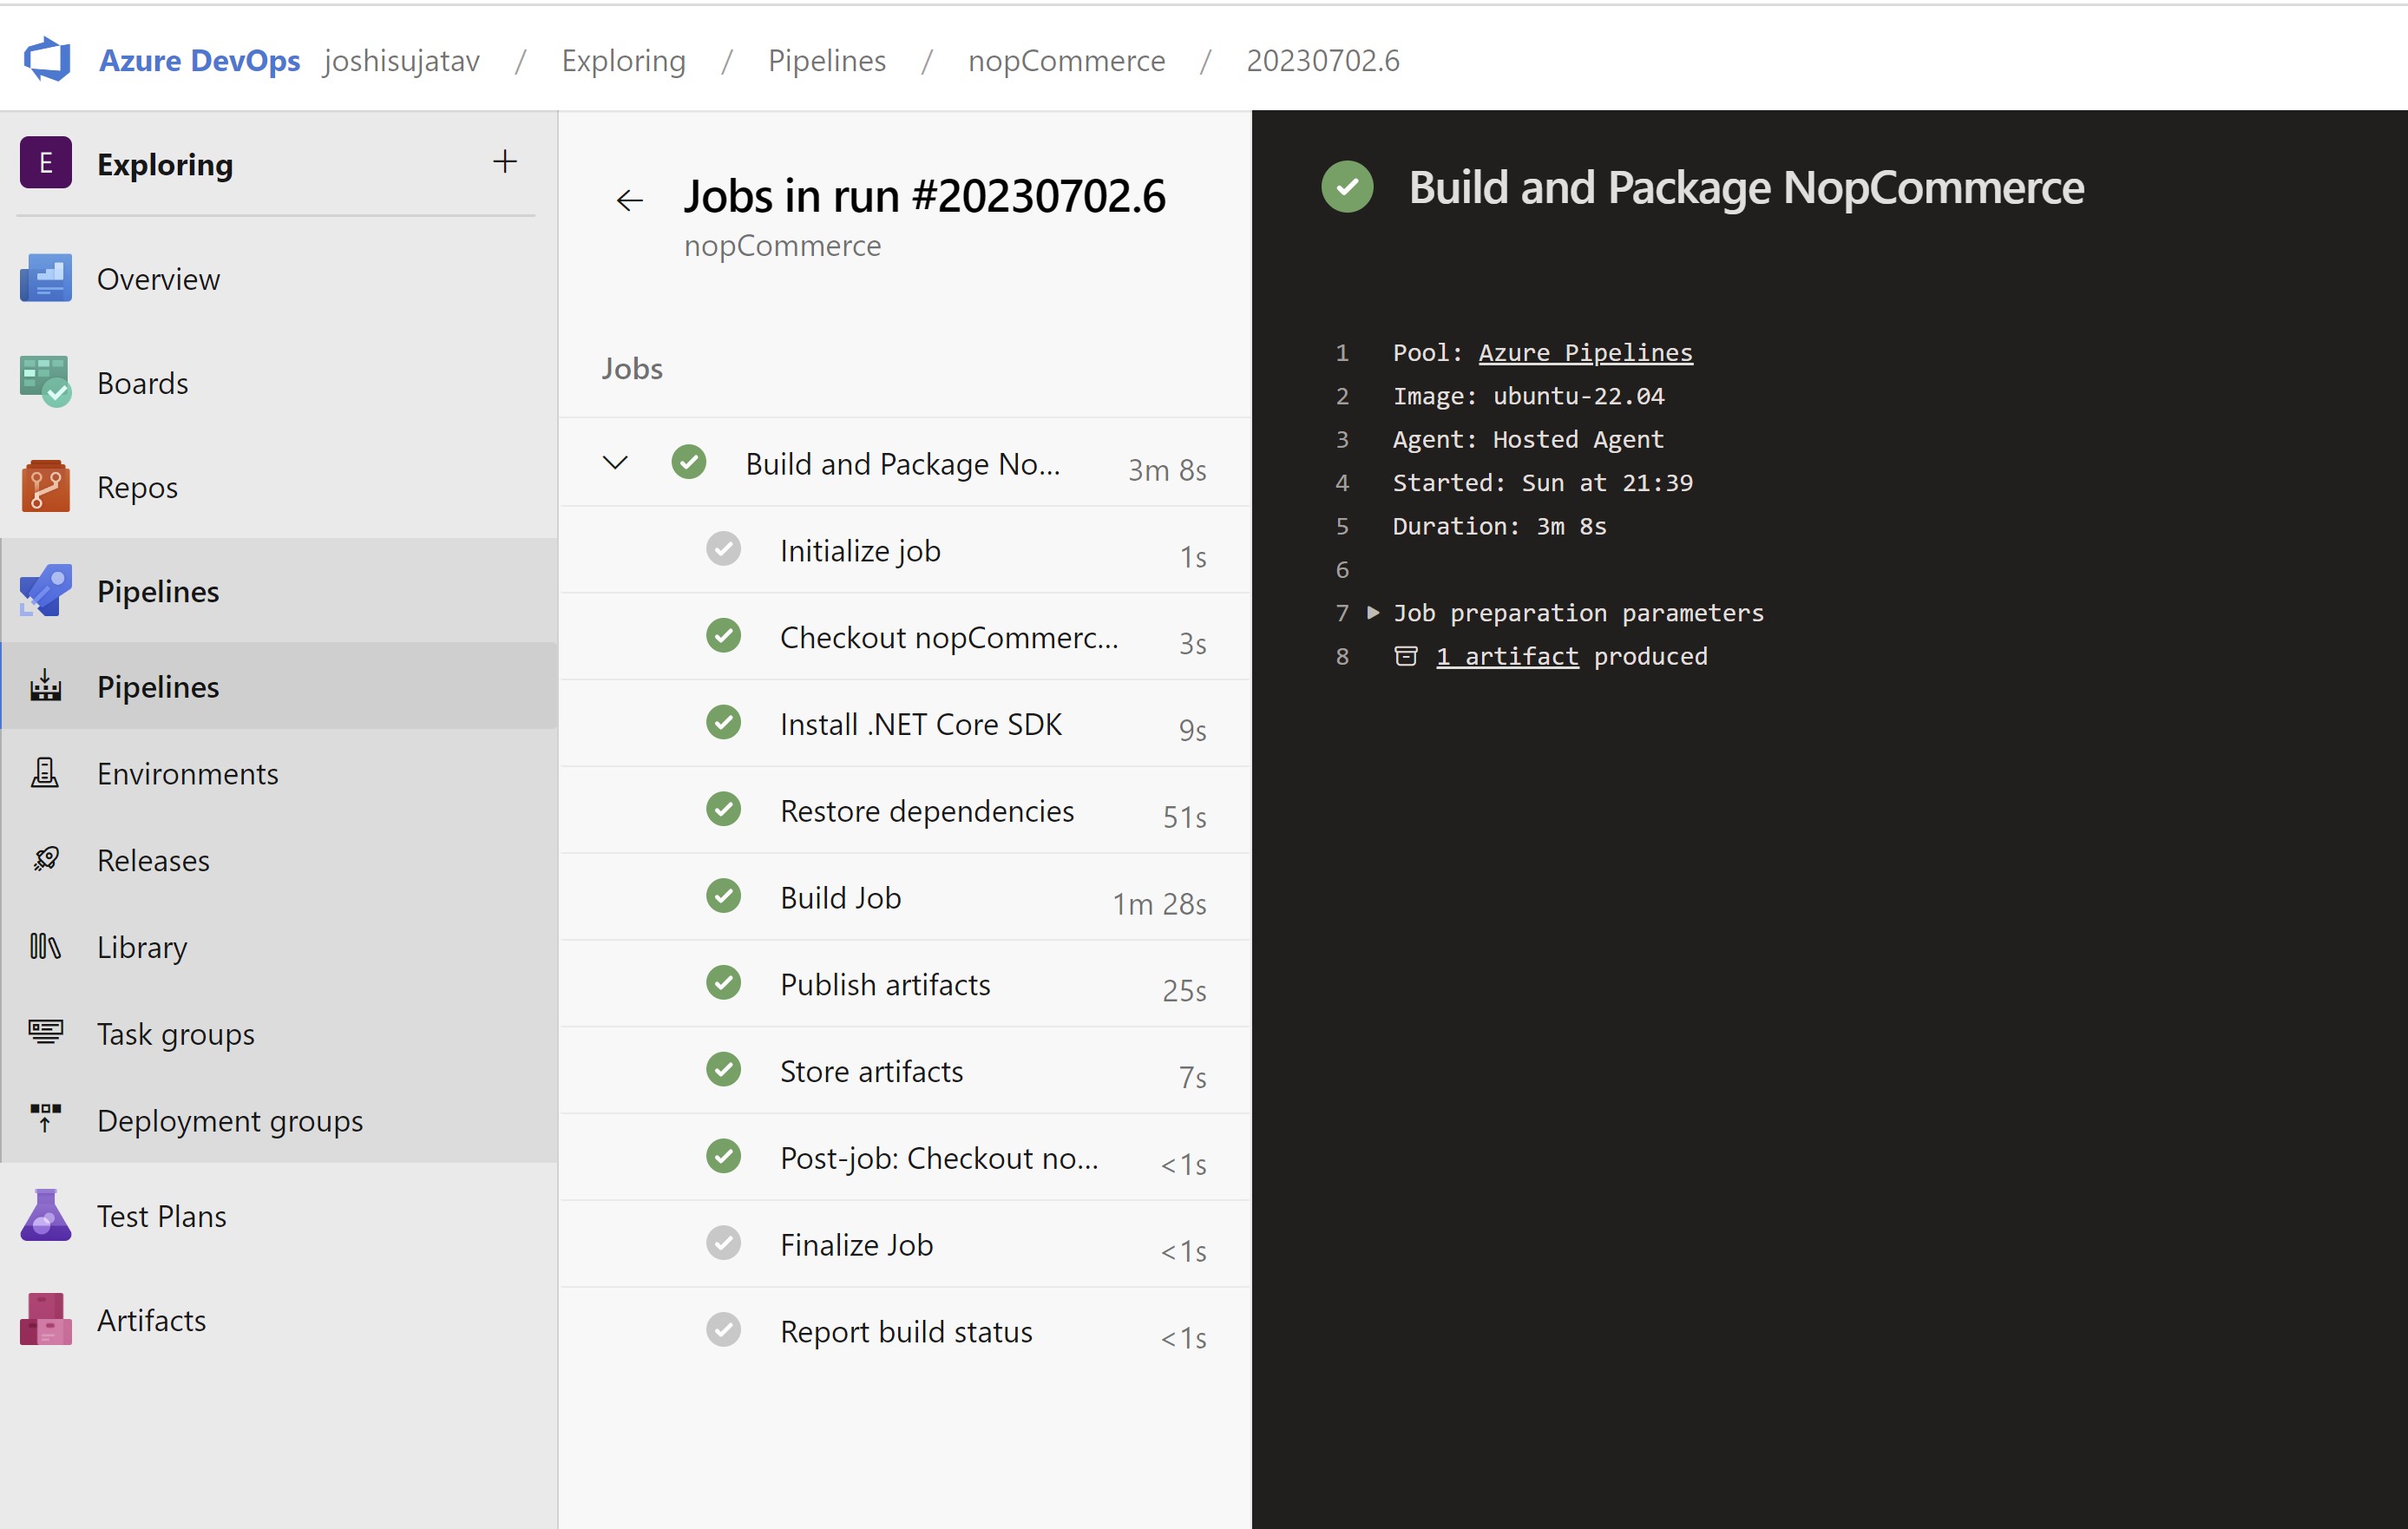 Azure DevOps joshisujatav / Exploring / Pipelines / nopCommerce / 20230702.6
E Exploring +
Overview
Boards
Repos
Pipelines
Pipelines
Environments
Releases
Library
Task groups
Deployment groups
Test Plans
Artifacts
Jobs in run #20230702.6
nopCommerce
Jobs
Build and Package No... 3m 8s
Initialize job 1s
Checkout nopCommerc... 3s
Install .NET Core SDK 9s
Restore dependencies 51s
Build Job 1m 28s
Publish artifacts 25s
Store artifacts 7s
Post-job: Checkout no... <1s
Finalize Job <1s
Report build status <1s
Build and Package NopCommerce
1 Pool: Azure Pipelines
2 Image: ubuntu-22.04
3 Agent: Hosted Agent
4 Started: Sun at 21:39
5 Duration: 3m 8s
6
7 Job preparation parameters
8 1 artifact produced